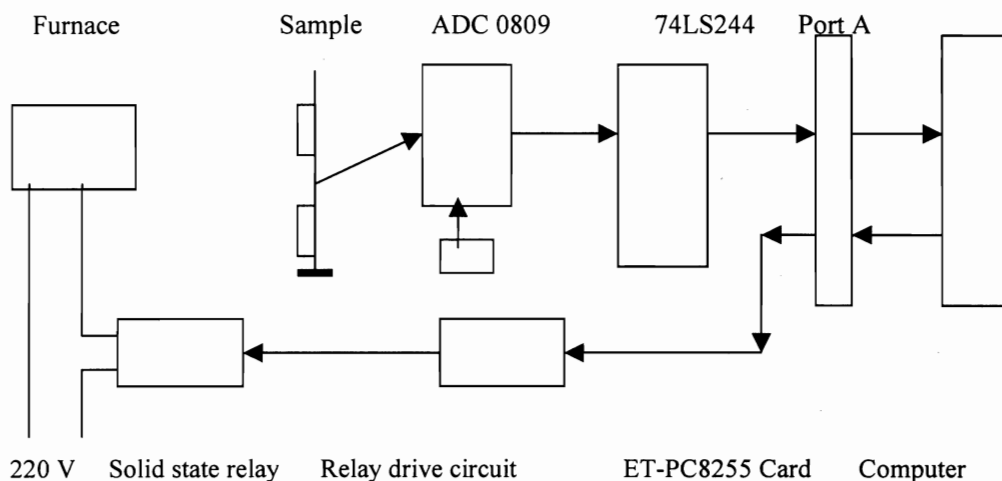 Furnace Sample ADC 0809 74LS244 Port A
220 V Solid state relay Relay drive circuit ET-PC8255 Card Computer